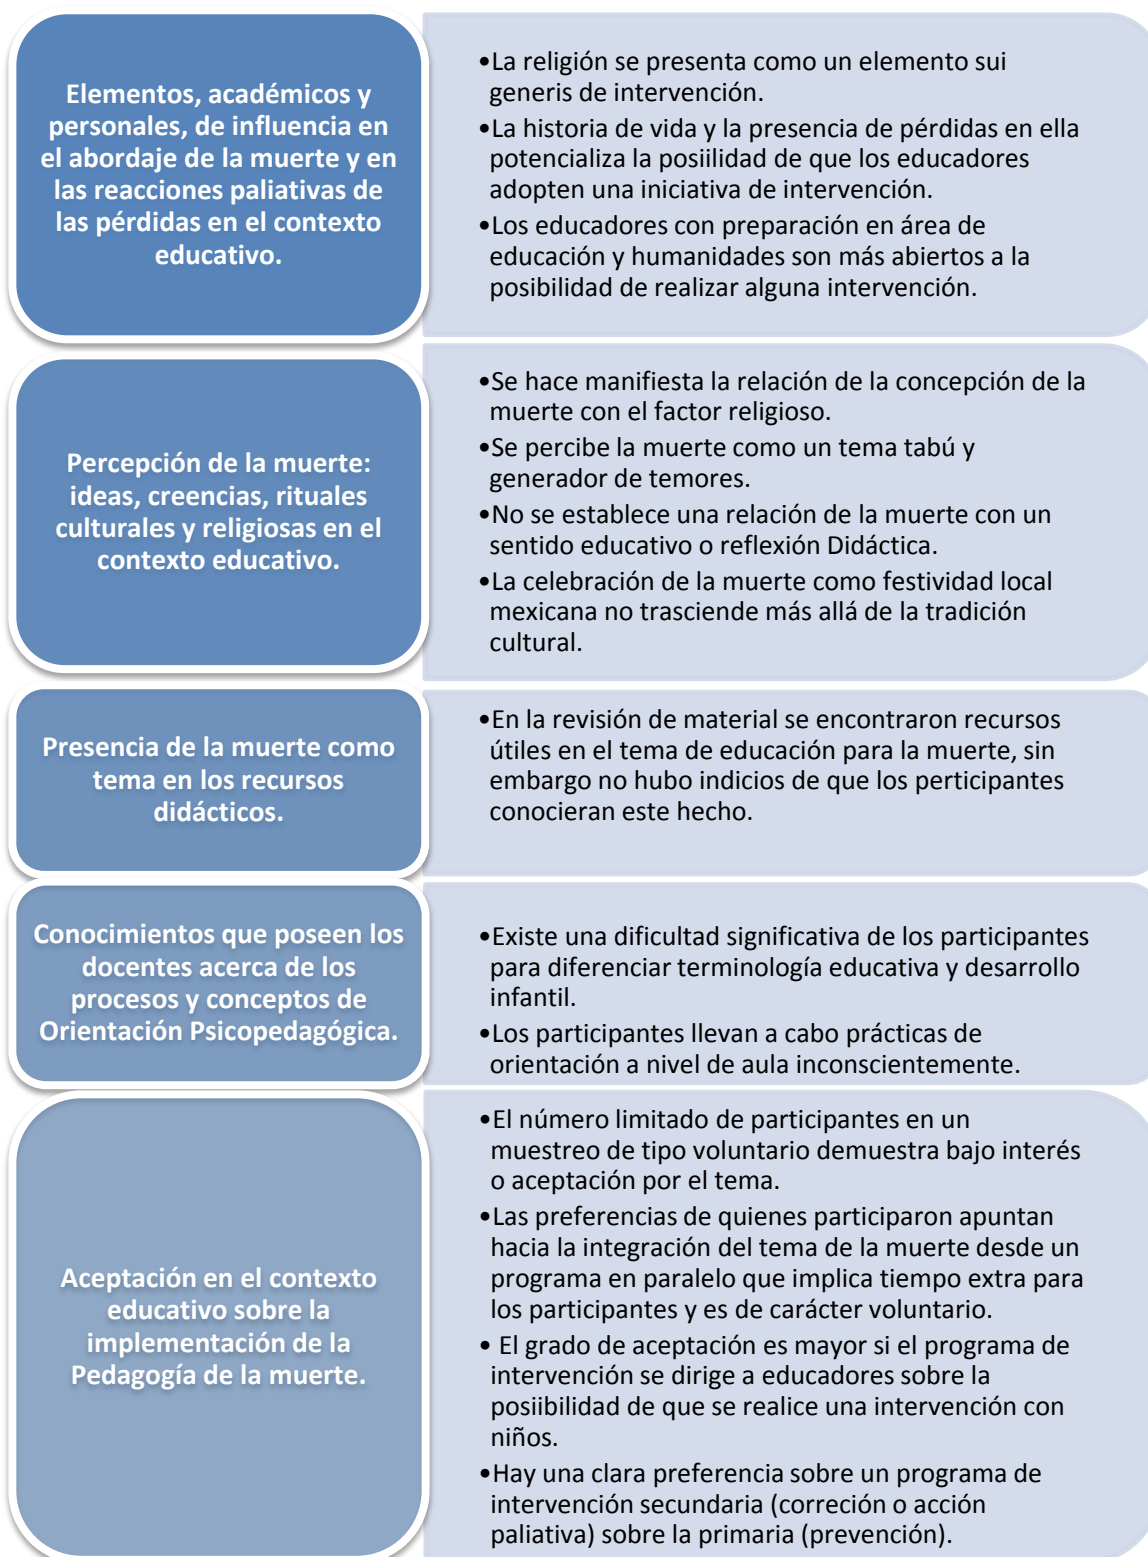 Elementos, académicos y
personales, de influencia en
el abordaje de la muerte y en
las reacciones paliativas de
las pérdidas en el contexto
educativo.
•La religión se presenta como un elemento sui
generis de intervención.
•La historia de vida y la presencia de pérdidas en ella
potencializa la posiilidad de que los educadores
adopten una iniciativa de intervención.
•Los educadores con preparación en área de
educación y humanidades son más abiertos a la
posibilidad de realizar alguna intervención.
Percepción de la muerte:
ideas, creencias, rituales
culturales y religiosas en el
contexto educativo.
•Se hace manifiesta la relación de la concepción de la
muerte con el factor religioso.
•Se percibe la muerte como un tema tabú y
generador de temores.
•No se establece una relación de la muerte con un
sentido educativo o reflexión Didáctica.
•La celebración de la muerte como festividad local
mexicana no trasciende más allá de la tradición
cultural.
Presencia de la muerte como
tema en los recursos
didácticos.
•En la revisión de material se encontraron recursos
útiles en el tema de educación para la muerte, sin
embargo no hubo indicios de que los perticipantes
conocieran este hecho.
Conocimientos que poseen los
docentes acerca de los
procesos y conceptos de
Orientación Psicopedagógica.
•Existe una dificultad significativa de los participantes
para diferenciar terminología educativa y desarrollo
infantil.
•Los participantes llevan a cabo prácticas de
orientación a nivel de aula inconscientemente.
Aceptación en el contexto
educativo sobre la
implementación de la
Pedagogía de la muerte.
•El número limitado de participantes en un
muestreo de tipo voluntario demuestra bajo interés
o aceptación por el tema.
•Las preferencias de quienes participaron apuntan
hacia la integración del tema de la muerte desde un
programa en paralelo que implica tiempo extra para
los participantes y es de carácter voluntario.
• El grado de aceptación es mayor si el programa de
intervención se dirige a educadores sobre la
posiibilidad de que se realice una intervención con
niños.
•Hay una clara preferencia sobre un programa de
intervención secundaria (correción o acción
paliativa) sobre la primaria (prevención).